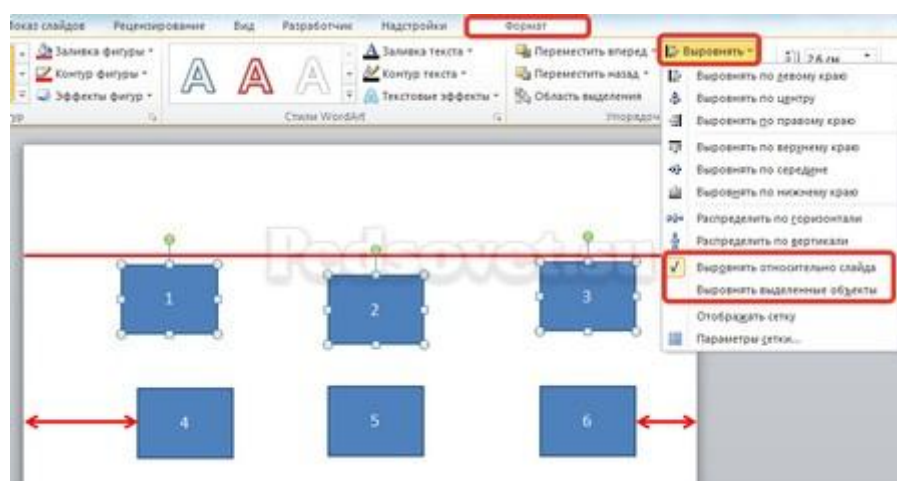 Показ слайдов Рецензирование Вид Разработчик Надстройки Формат
Заливка фигуры
Контур фигуры
Эффекты фигур
Заливка текста
Контур текста
Текстовые эффекты
Стили WordArt
Переместить вперед
Переместить назад
Область выделения
Выровнять
2,6 см
Выровнять по левому краю
Выровнять по центру
Выровнять по правому краю
Выровнять по верхнему краю
Выровнять по середине
Выровнять по нижнему краю
Распределить по горизонтали
Распределить по вертикали
Выровнять относительно слайда
Выровнять выделенные объекты
Отображать сетку
Параметры сетки...
Pedsovet.su
1
2
3
4
5
6